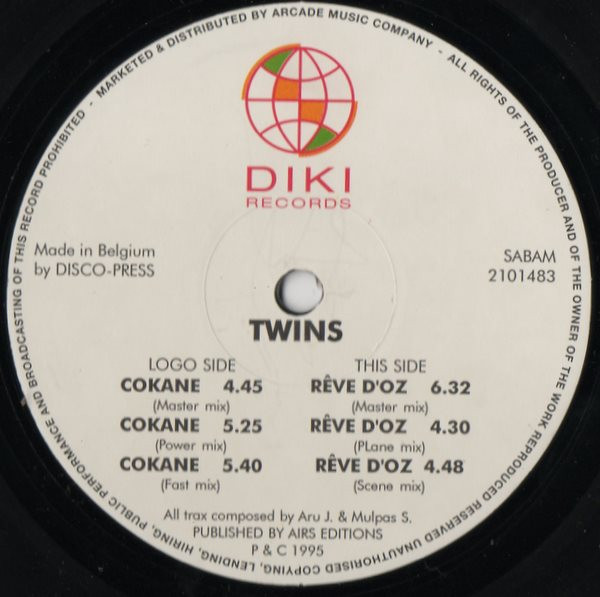 MARKETED & DISTRIBUTED BY ARCADE MUSIC COMPANY - ALL RIGHTS OF THE PRODUCER AND OF THE OWNER OF THE WORK REPRODUCED RESERVED UNAUTHORISED COPYING, LENDING, HIRING, PUBLIC PERFORMANCE AND BROADCASTING OF THIS RECORD PROHIBITED -
DIKI
RECORDS
Made in Belgium
by DISCO-PRESS
SABAM
2101483
TWINS
LOGO SIDE
COKANE 4.45
(Master mix)
COKANE 5.25
(Power mix)
COKANE 5.40
(Fast mix)
THIS SIDE
RÊVE D'OZ 6.32
(Master mix)
RÊVE D'OZ 4.30
(PLane mix)
RÊVE D'OZ 4.48
(Scene mix)
All trax composed by Aru J. & Mulpas S.
PUBLISHED BY AIRS EDITIONS
P & C 1995